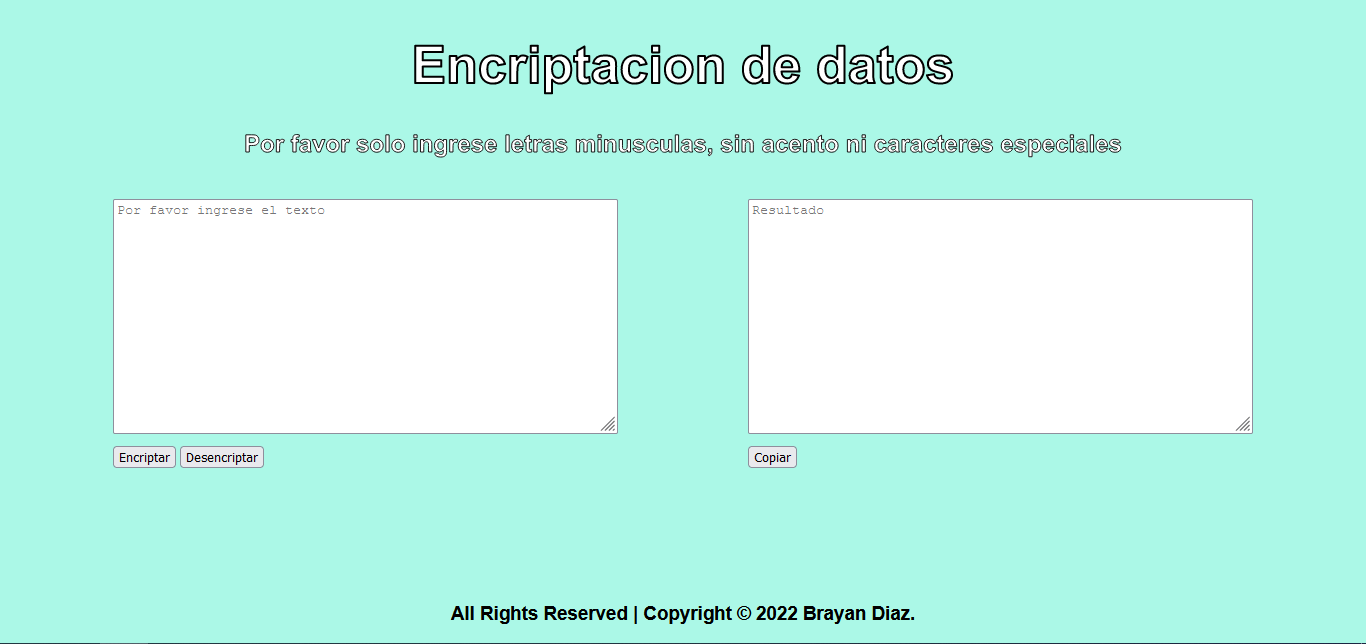 Encriptacion de datos
Por favor solo ingrese letras minusculas, sin acento ni caracteres especiales
Por favor ingrese el texto
Resultado
Encriptar Desencriptar
Copiar
All Rights Reserved | Copyright © 2022 Brayan Diaz.